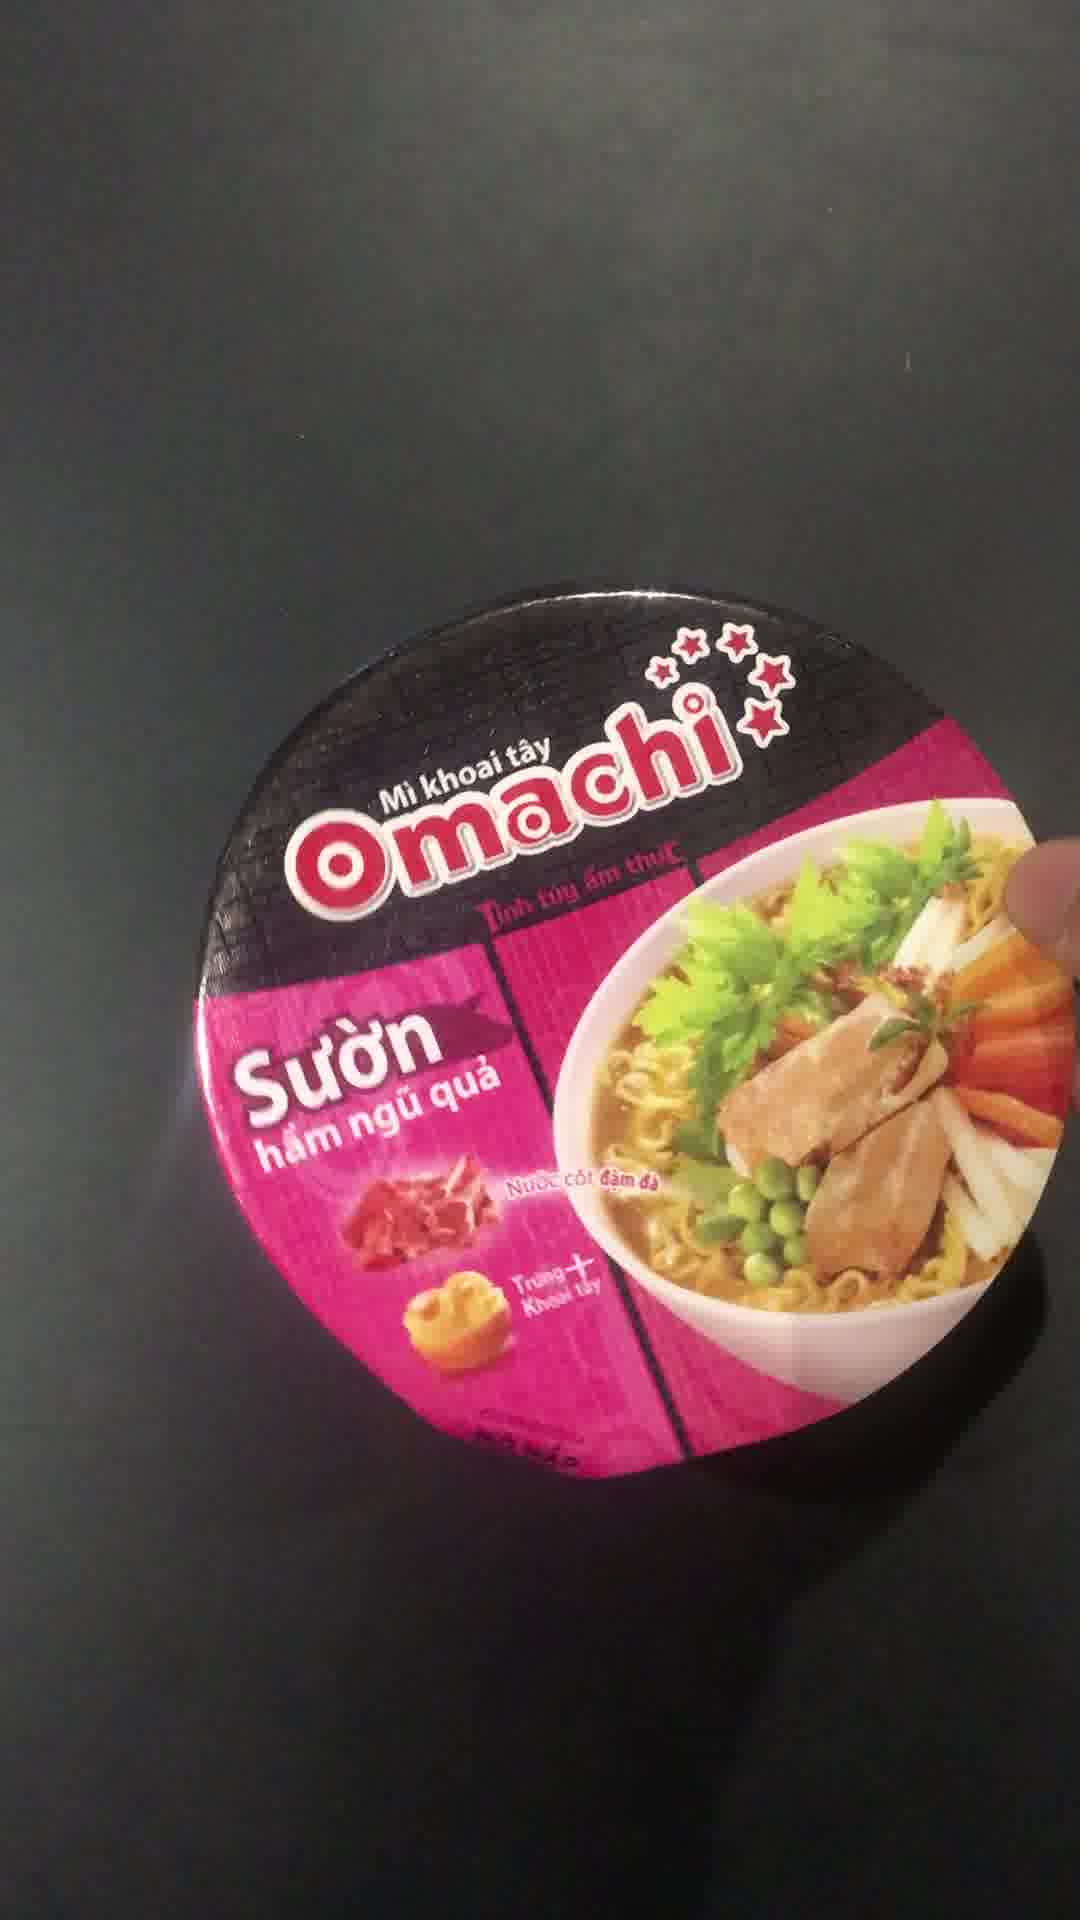 Mì khoai tây
Omachi
Tinh túy ẩm thực
Sườn
hầm ngũ quả
Nước cốt đậm đà
Trứng +
Khoai tây